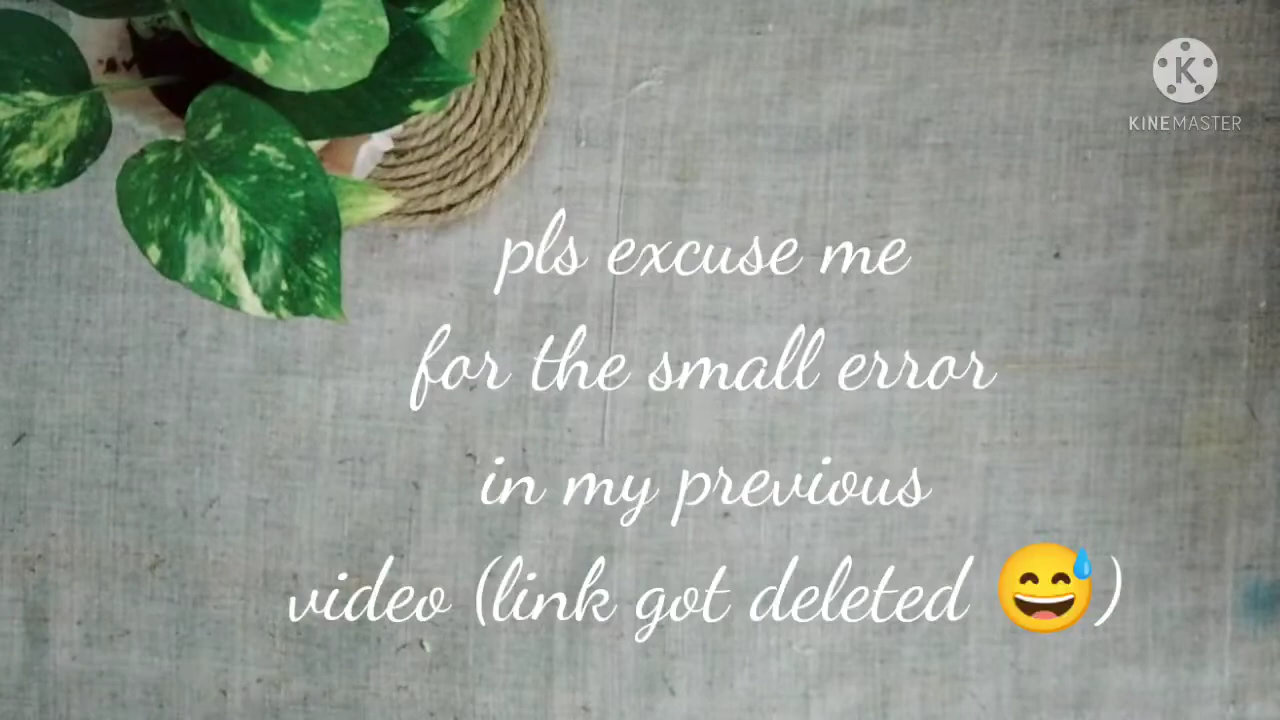 K
KINEMASTER
pls excuse me
for the small error
in my previous
video (link got deleted 😅)